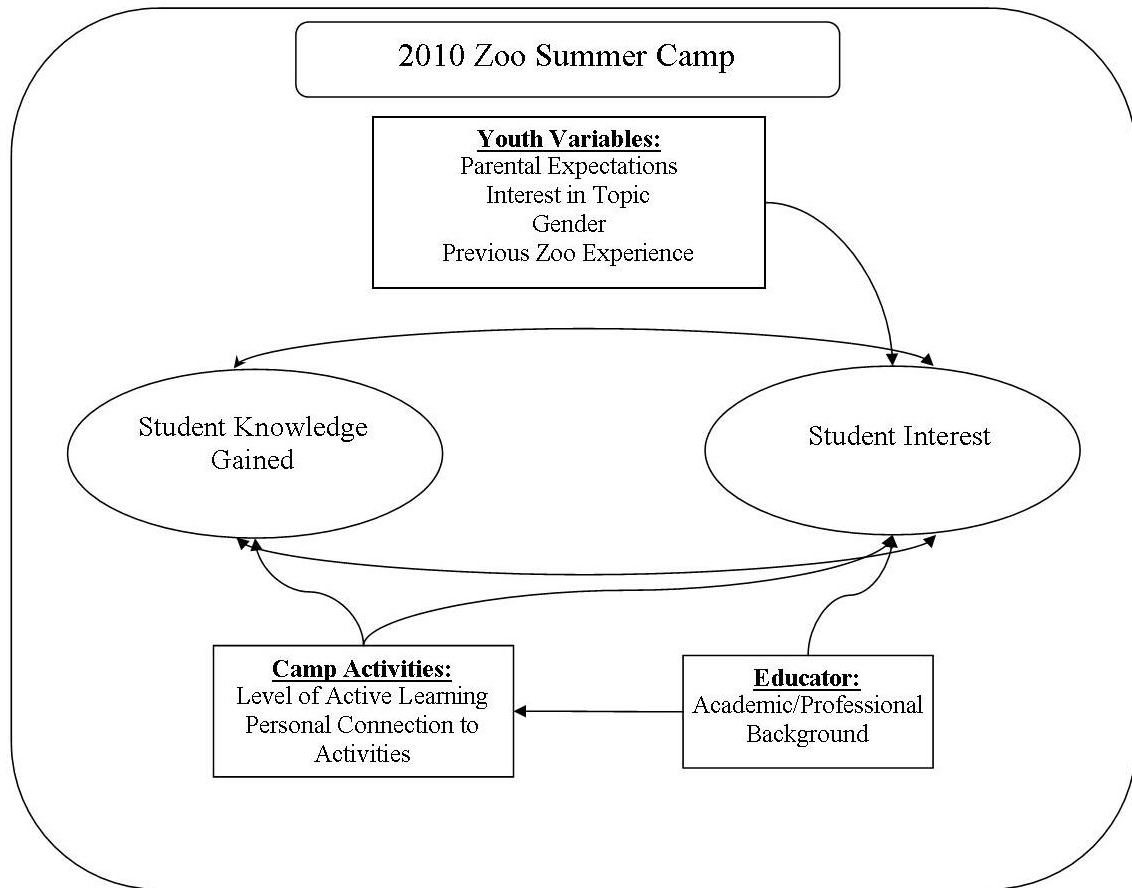 2010 Zoo Summer Camp
Youth Variables:
Parental Expectations
Interest in Topic
Gender
Previous Zoo Experience
Student Knowledge
Gained
Student Interest
Camp Activities:
Level of Active Learning
Personal Connection to
Activities
Educator:
Academic/Professional
Background